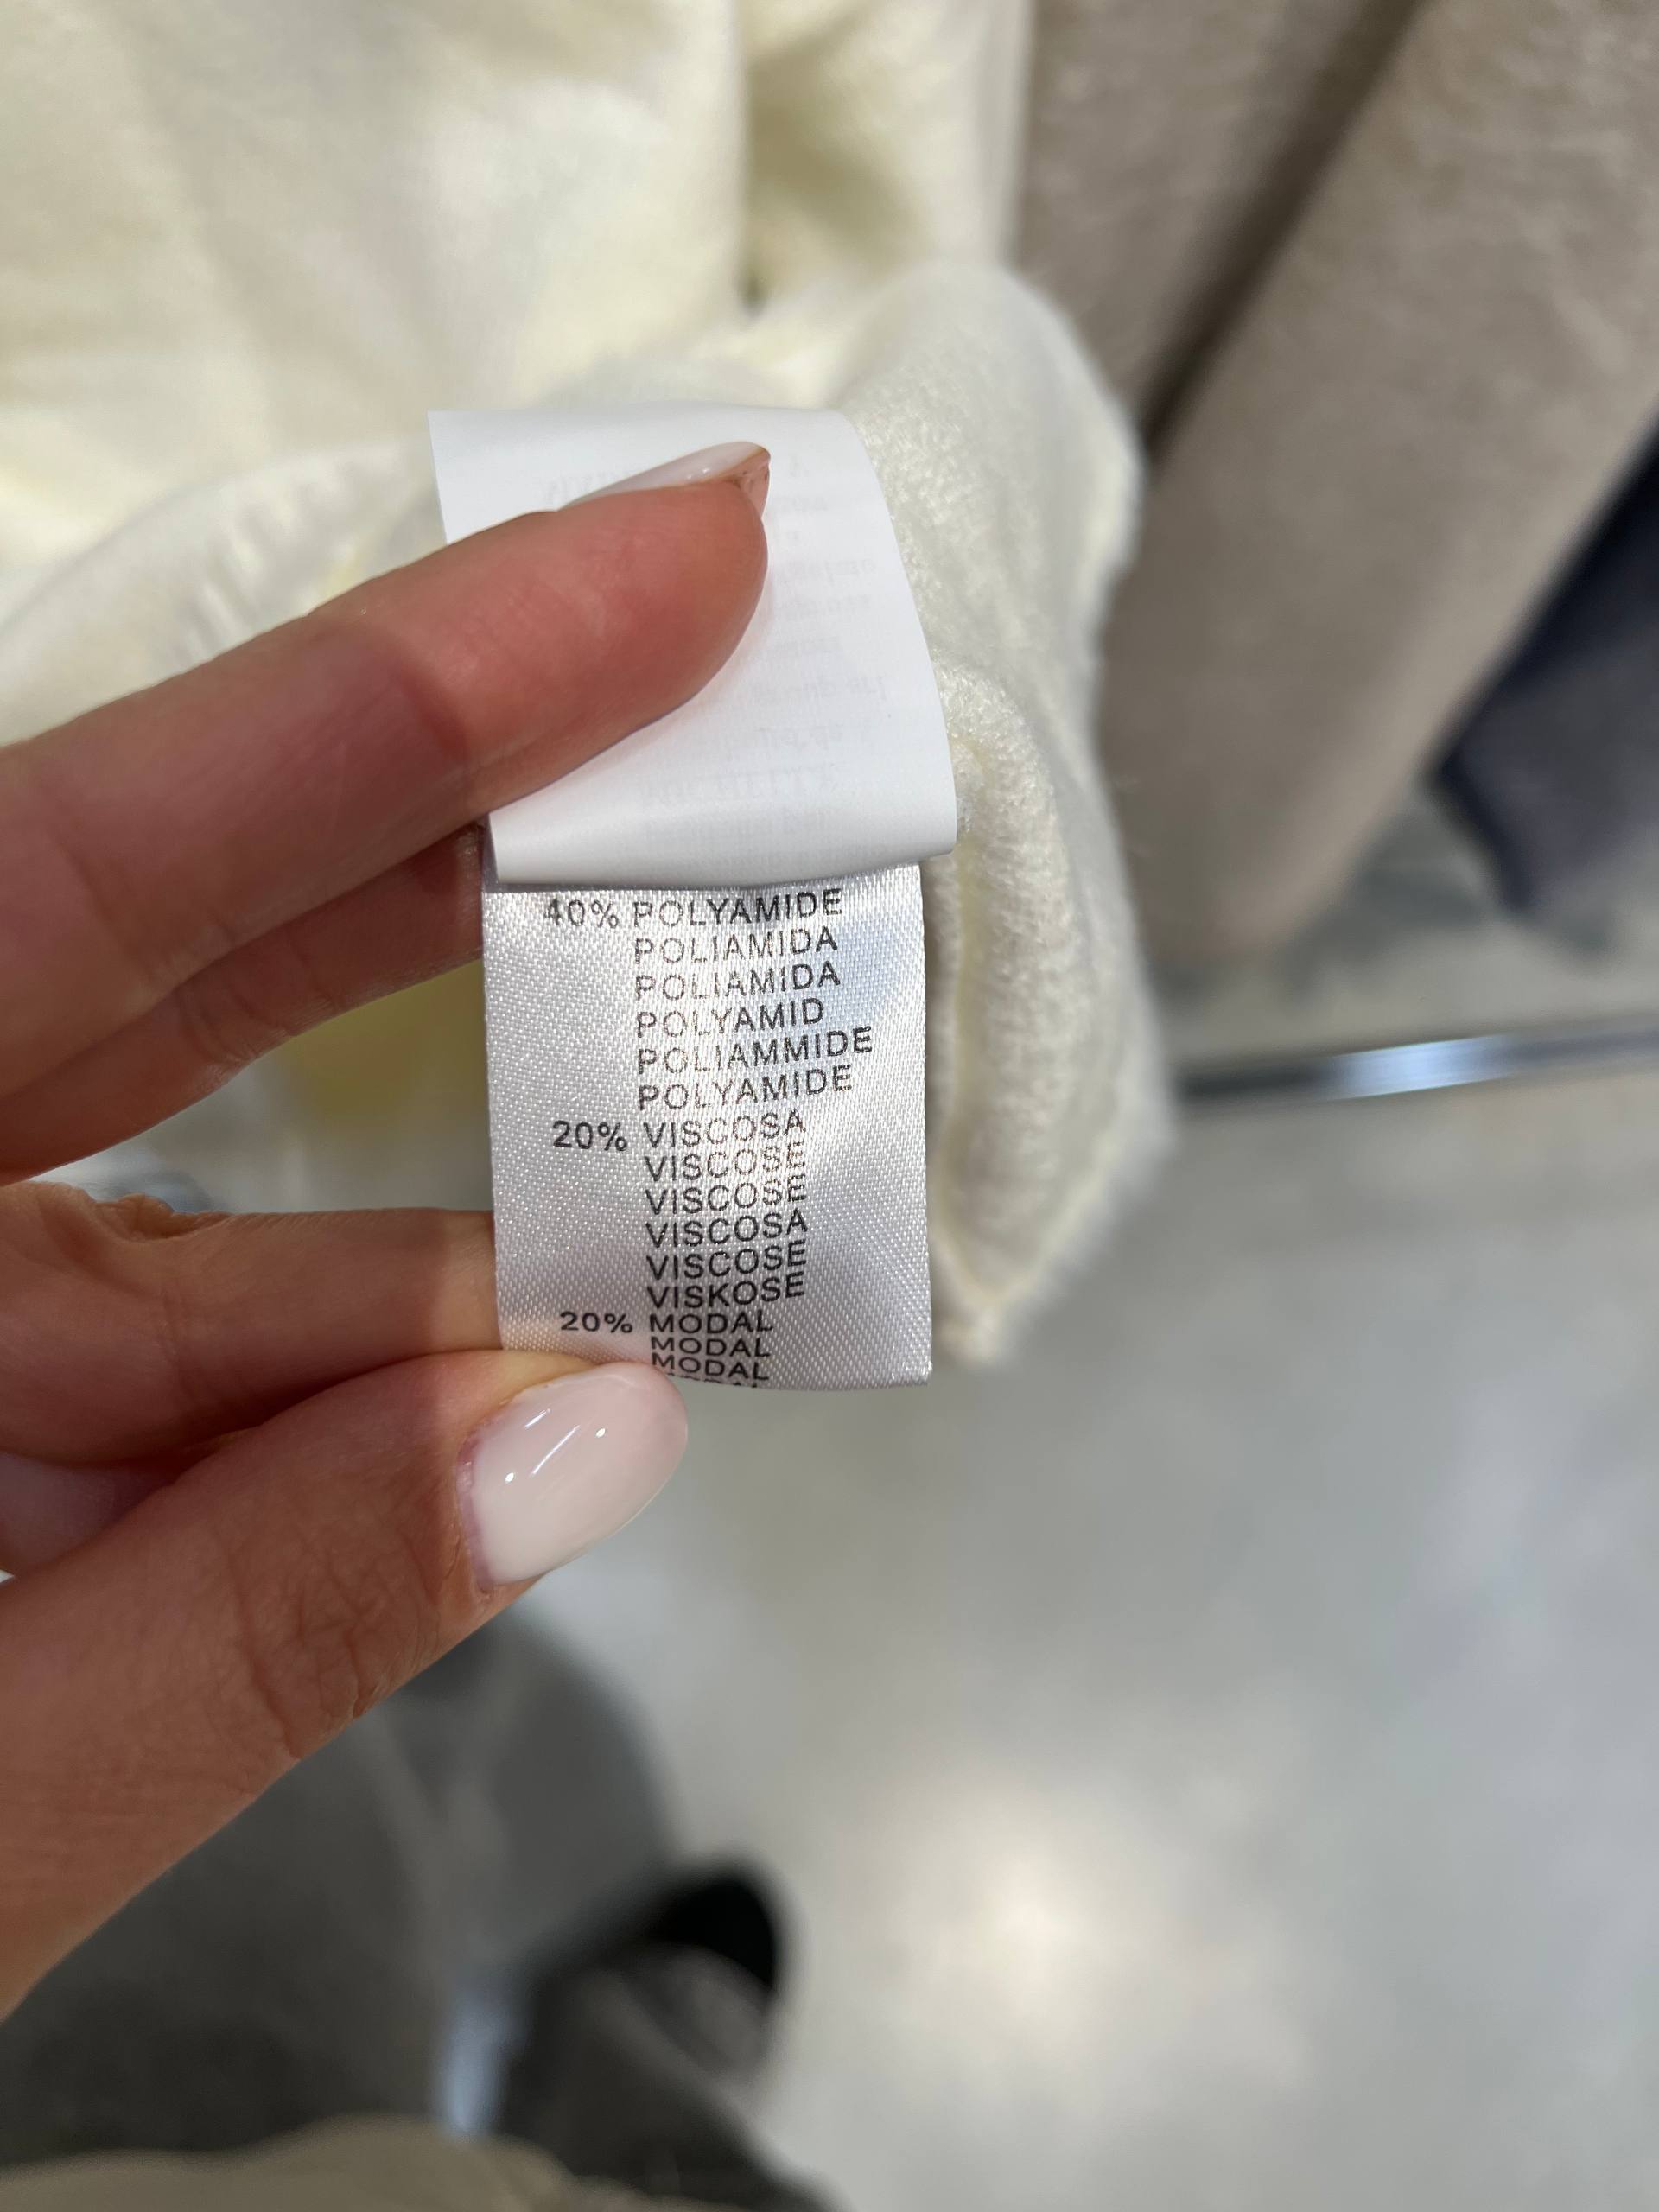 40% POLYAMIDE
POLIAMIDA
POLIAMIDA
POLYAMID
POLIAMMIDE
POLYAMIDE
20% VISCOSA
VISCOSE
VISCOSE
VISCOSA
VISCOSE
VISKOSE
20% MODAL
MODAL
MODAL